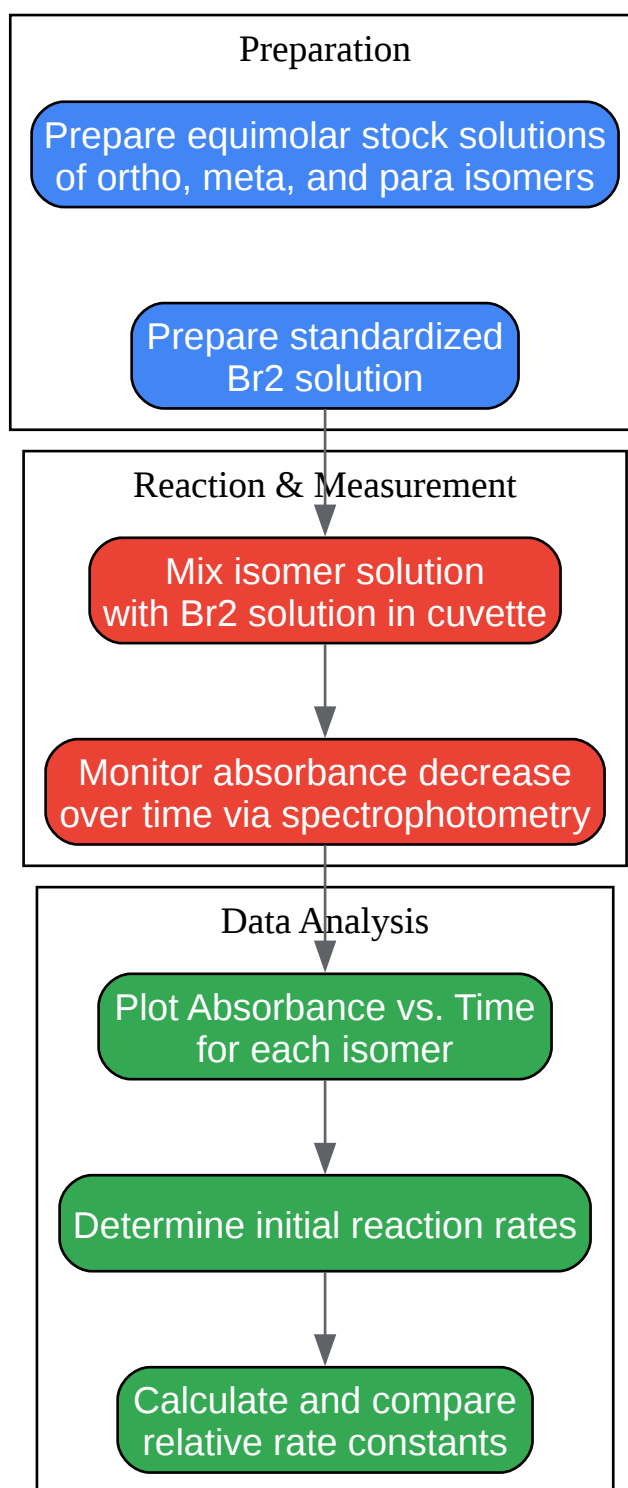 Preparation
Prepare equimolar stock solutions
of ortho, meta, and para isomers
Prepare standardized
Br2 solution
Reaction & Measurement
Mix isomer solution
with Br2 solution in cuvette
Monitor absorbance decrease
over time via spectrophotometry
Data Analysis
Plot Absorbance vs. Time
for each isomer
Determine initial reaction rates
Calculate and compare
relative rate constants